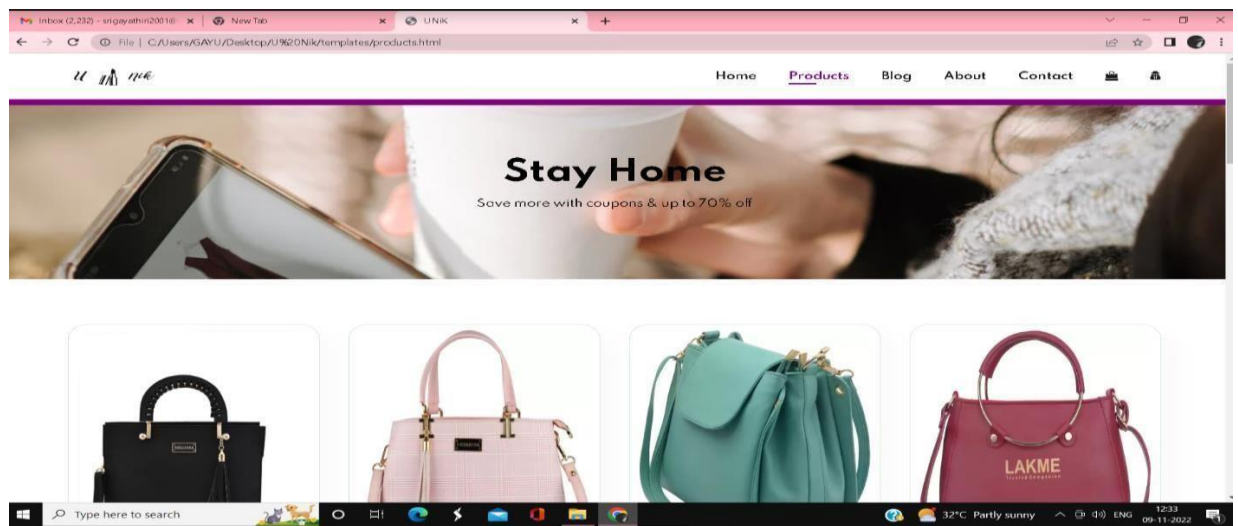 Inbox (2,232) - srigayathiri2001@
New Tab
U NiK
File | C:/Users/GAYU/Desktop/U%20Nik/templates/products.html
U nik
Home Products Blog About Contact
Stay Home
Save more with coupons & up to 70% off
LAKME
Type here to search
32°C Partly sunny
ENG
12:33
09-11-2022